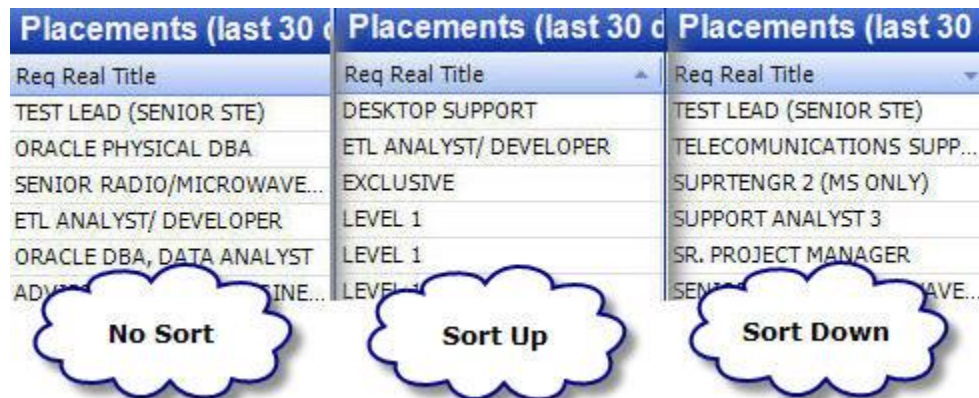 Placements (last 30 d
Req Real Title
TEST LEAD (SENIOR STE)
ORACLE PHYSICAL DBA
SENIOR RADIO/MICROWAVE...
ETL ANALYST/ DEVELOPER
ORACLE DBA, DATA ANALYST
No Sort
Placements (last 30 d
Req Real Title
DESKTOP SUPPORT
ETL ANALYST/ DEVELOPER
EXCLUSIVE
LEVEL 1
LEVEL 1
LEVEL
Sort Up
Placements (last 30
Req Real Title
TEST LEAD (SENIOR STE)
TELECOMUNICATIONS SUPP...
SUPRTENGR 2 (MS ONLY)
SUPPORT ANALYST 3
SR. PROJECT MANAGER
Sort Down